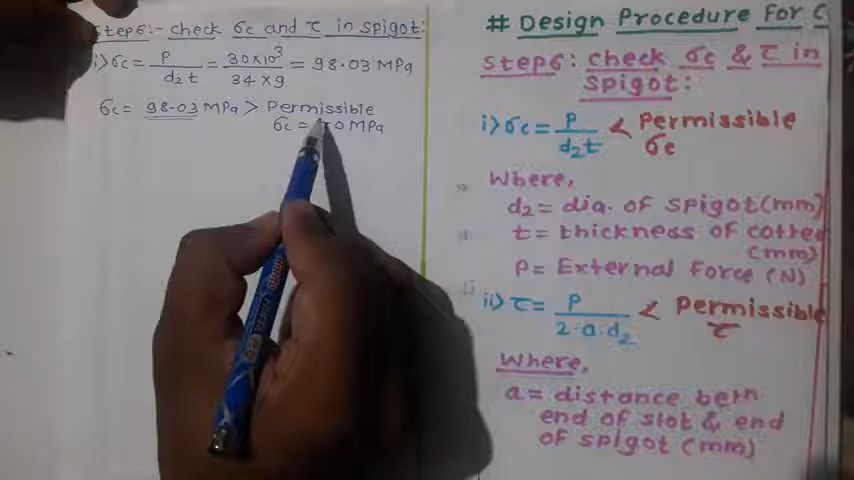 Step6:- check σc and τ in spigot:
i) σc = P / d2 t = 30×10³ / 34×9 = 98.03 MPa
σc = 98.03 MPa > Permissible
σc = 0 MPa
# Design Procedure For C
Step6: check σc & τ in
spigot:
i) σc = P / d2t < Permissible
σc
Where,
d2 = dia. of spigot (mm)
t = thickness of cotter
(mm)
P = External Force (N)
ii) τ = P / 2.a.d2 < Permissible
τ
Where,
a = distance betn
end of slot & end
of spigot (mm)